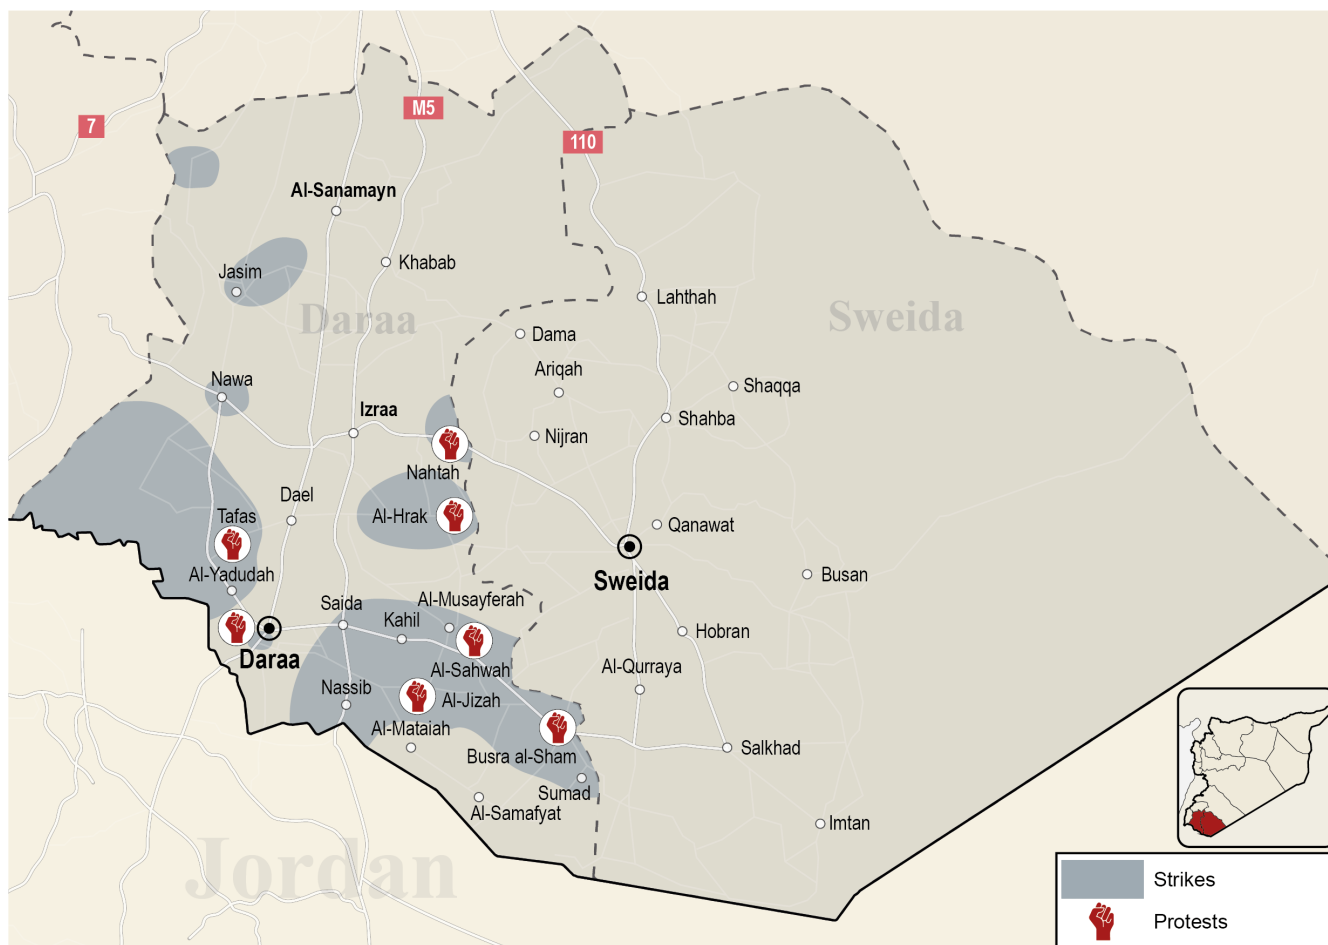 M5
7
110
Al-Sanamayn
Khabab
Jasim
Lahthah
Daraa
Sweida
Dama
Ariqah
Nawa
Shaqqa
Izraa
Shahba
Nijran
Nahtah
Dael
Tafas
Al-Hrak
Qanawat
Al-Yadudah
Sweida
Busan
Saida
Al-Musayferah
Kahil
Hobran
Daraa
Al-Sahwah
Al-Qurraya
Nassib
Al-Jizah
Al-Mataiah
Busra al-Sham
Salkhad
Sumad
Al-Samafyat
Imtan
Jordan
Strikes
Protests